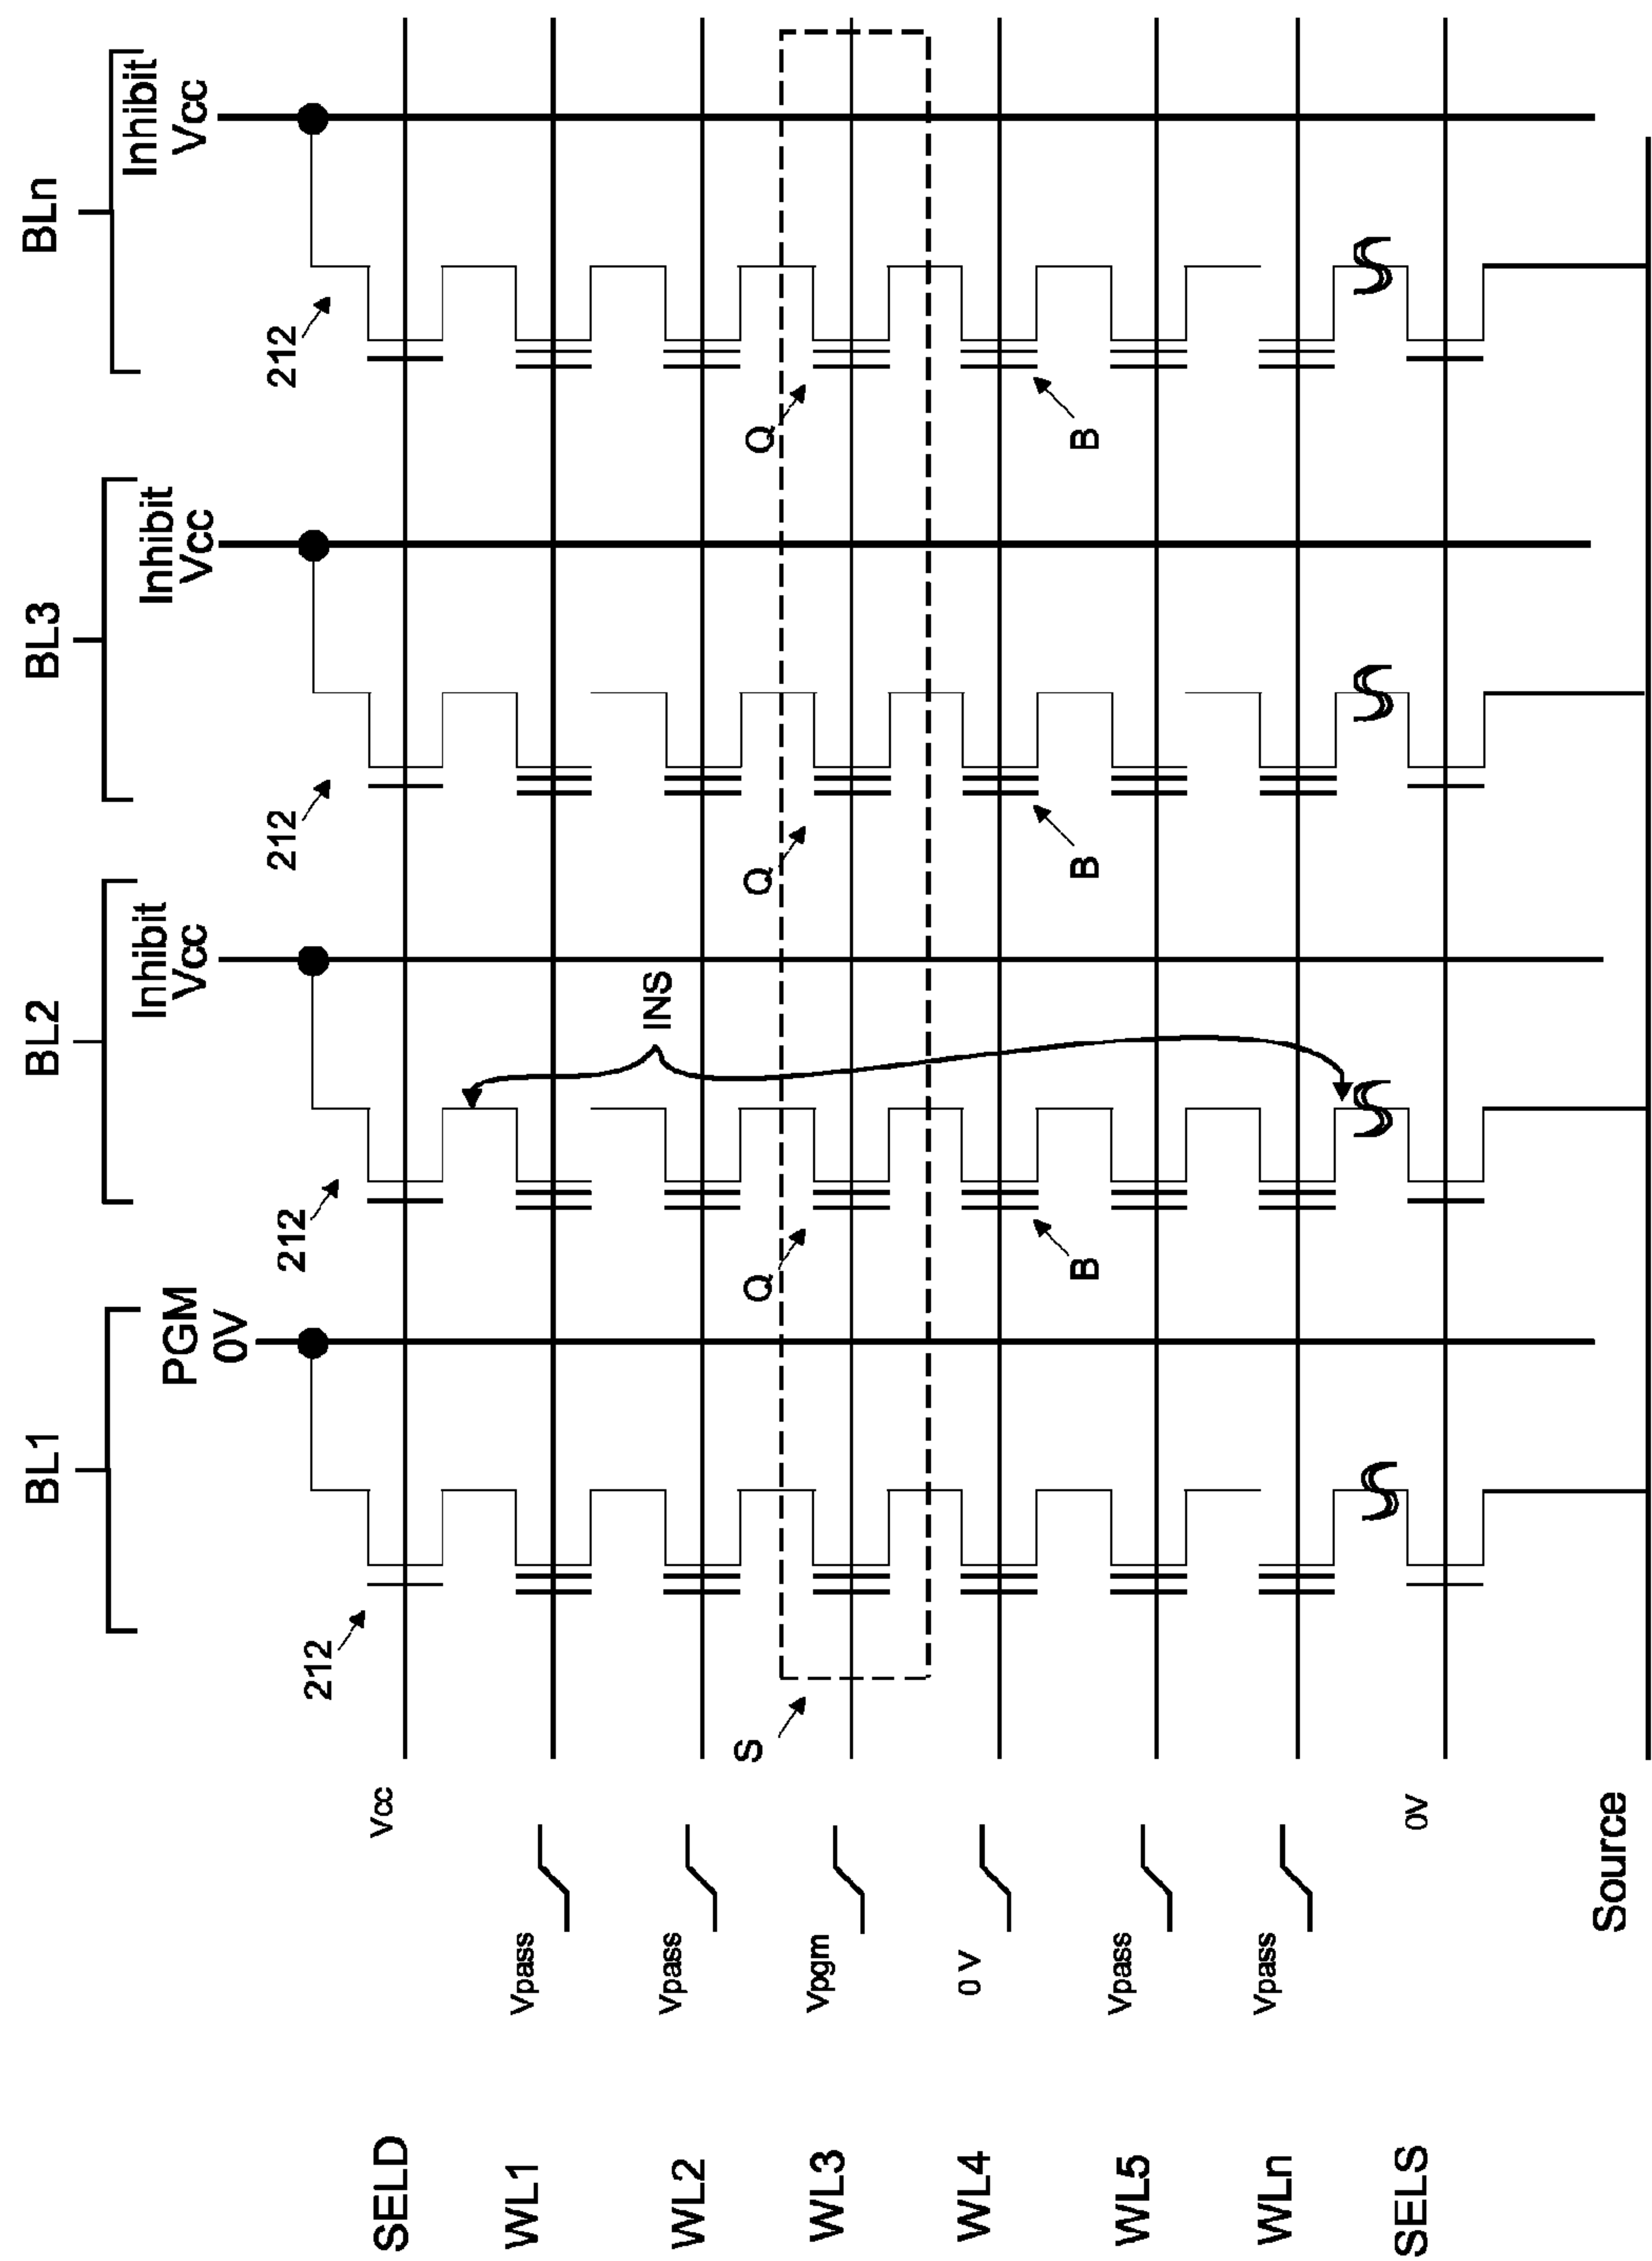 BL1
BL2
BL3
BLn
PGM
0V
Inhibit
Vcc
Inhibit
Vcc
Inhibit
Vcc
212
212
212
212
SELD
Vcc
WL1
Vpass
WL2
Vpass
INS
S
Q
Q
Q
WL3
Vpgm
WL4
0 V
B
B
B
WL5
Vpass
WLn
Vpass
SELS
0V
Source